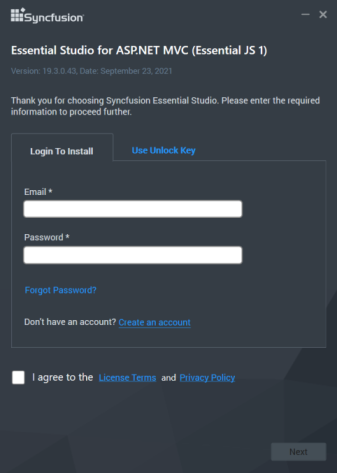 Syncfusion
Essential Studio for ASP.NET MVC (Essential JS 1)
Version: 19.3.0.43, Date: September 23, 2021
Thank you for choosing Syncfusion Essential Studio. Please enter the required
information to proceed further.
Login To Install Use Unlock Key
Email *
Password *
Forgot Password?
Don't have an account? Create an account
I agree to the License Terms and Privacy Policy
Next